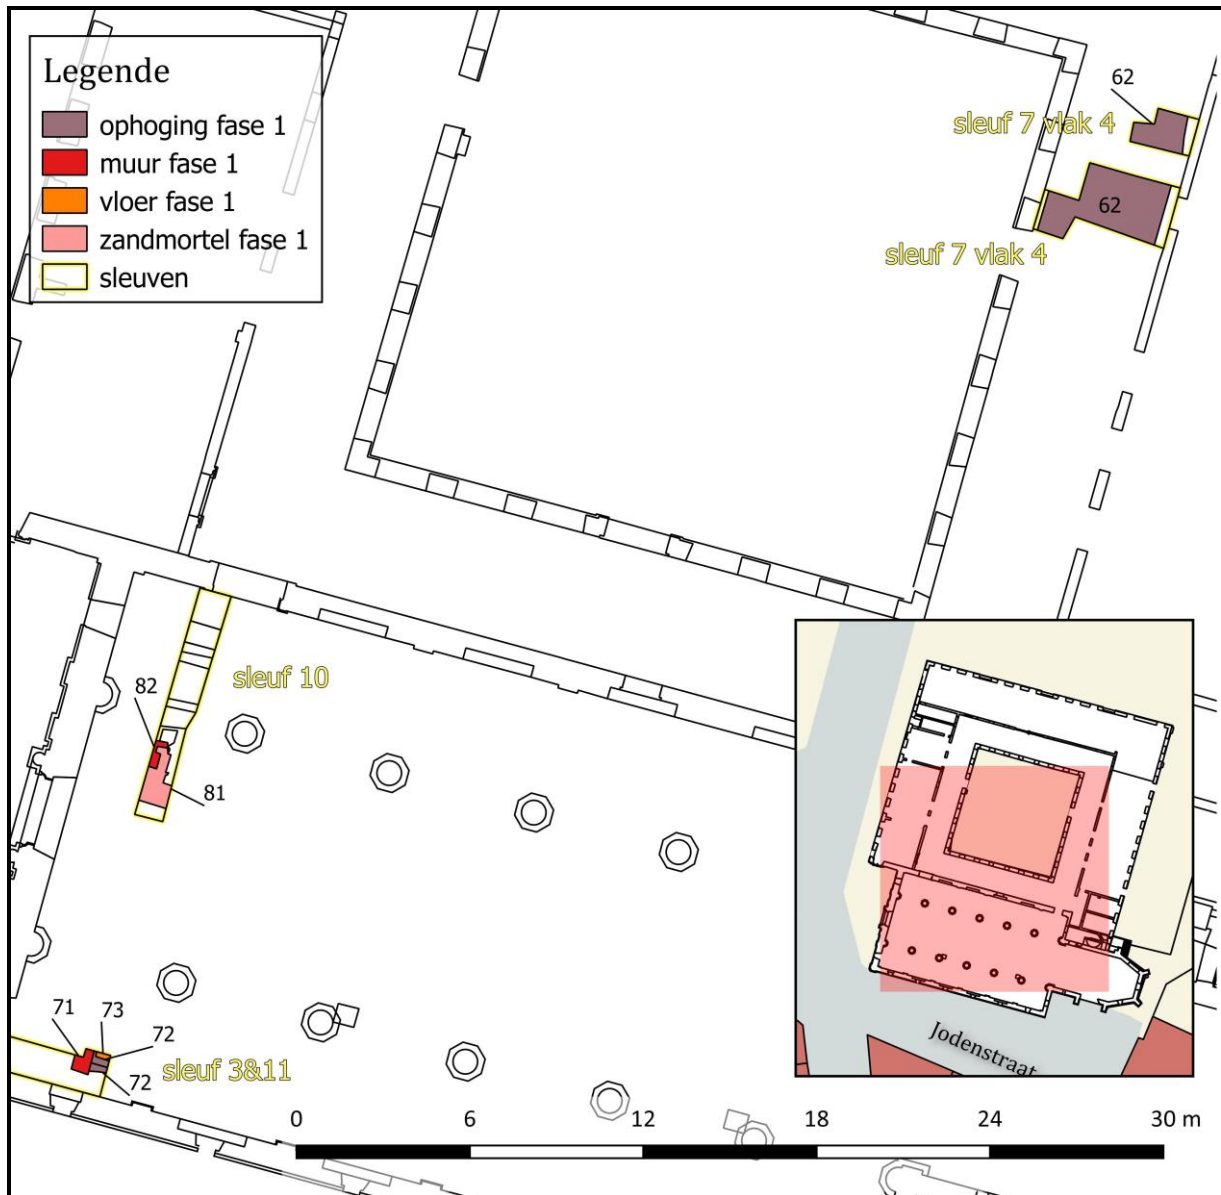 Legende
ophoging fase 1
muur fase 1
vloer fase 1
zandmortel fase 1
sleuven
62
sleuf 7 vlak 4
62
sleuf 7 vlak 4
82
sleuf 10
81
71
73
72
sleuf 3&11
72
Jodenstraat
0 6 12 18 24 30 m